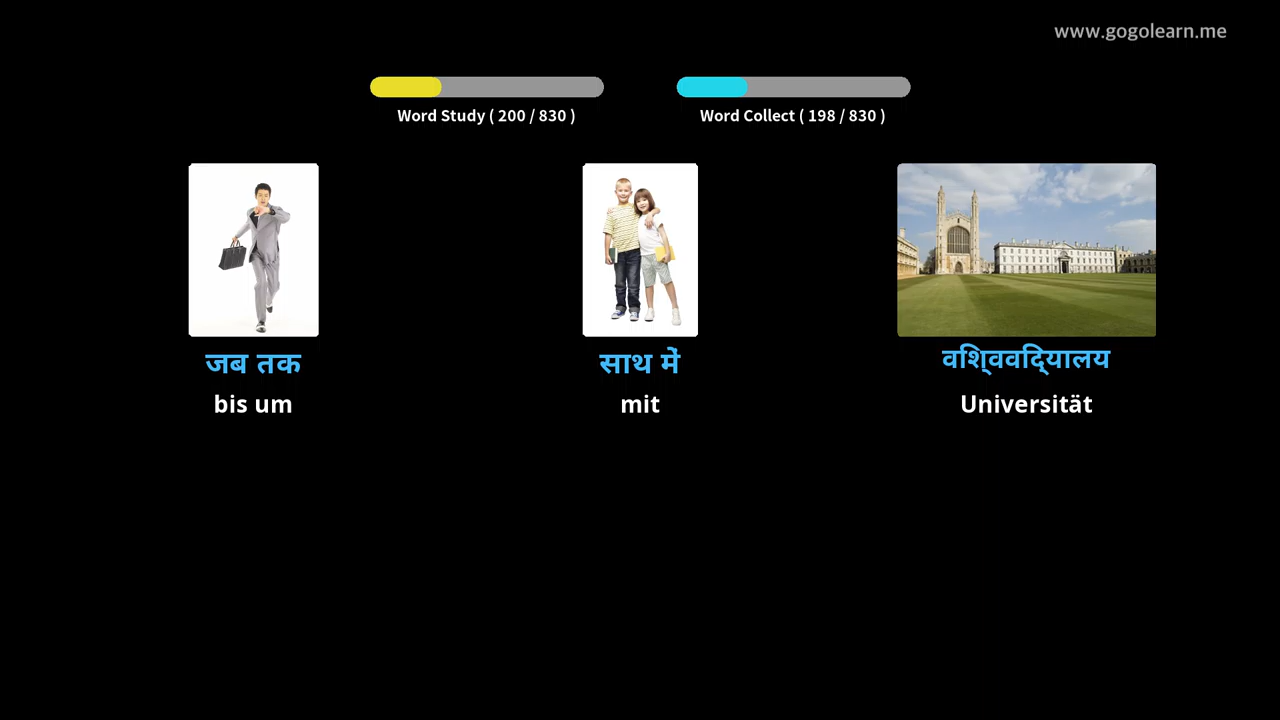 www.gogolearn.me
Word Study ( 200 / 830 )
Word Collect ( 198 / 830 )
जब तक
साथ में
वशि्वविद्यालय
bis um
mit
Universität